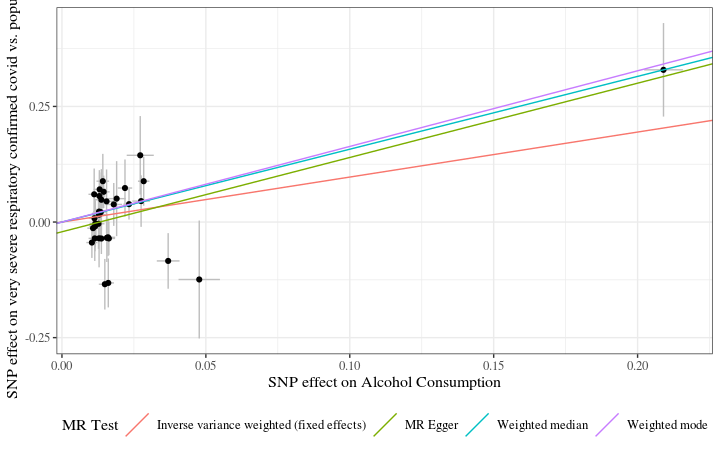 SNP effect on very severe respiratory confirmed covid vs.
0.25
0.00
-0.25
0.00 0.05 0.10 0.15 0.20
SNP effect on Alcohol Consumption
MR Test Inverse variance weighted (fixed effects) MR Egger Weighted median Weighted mode